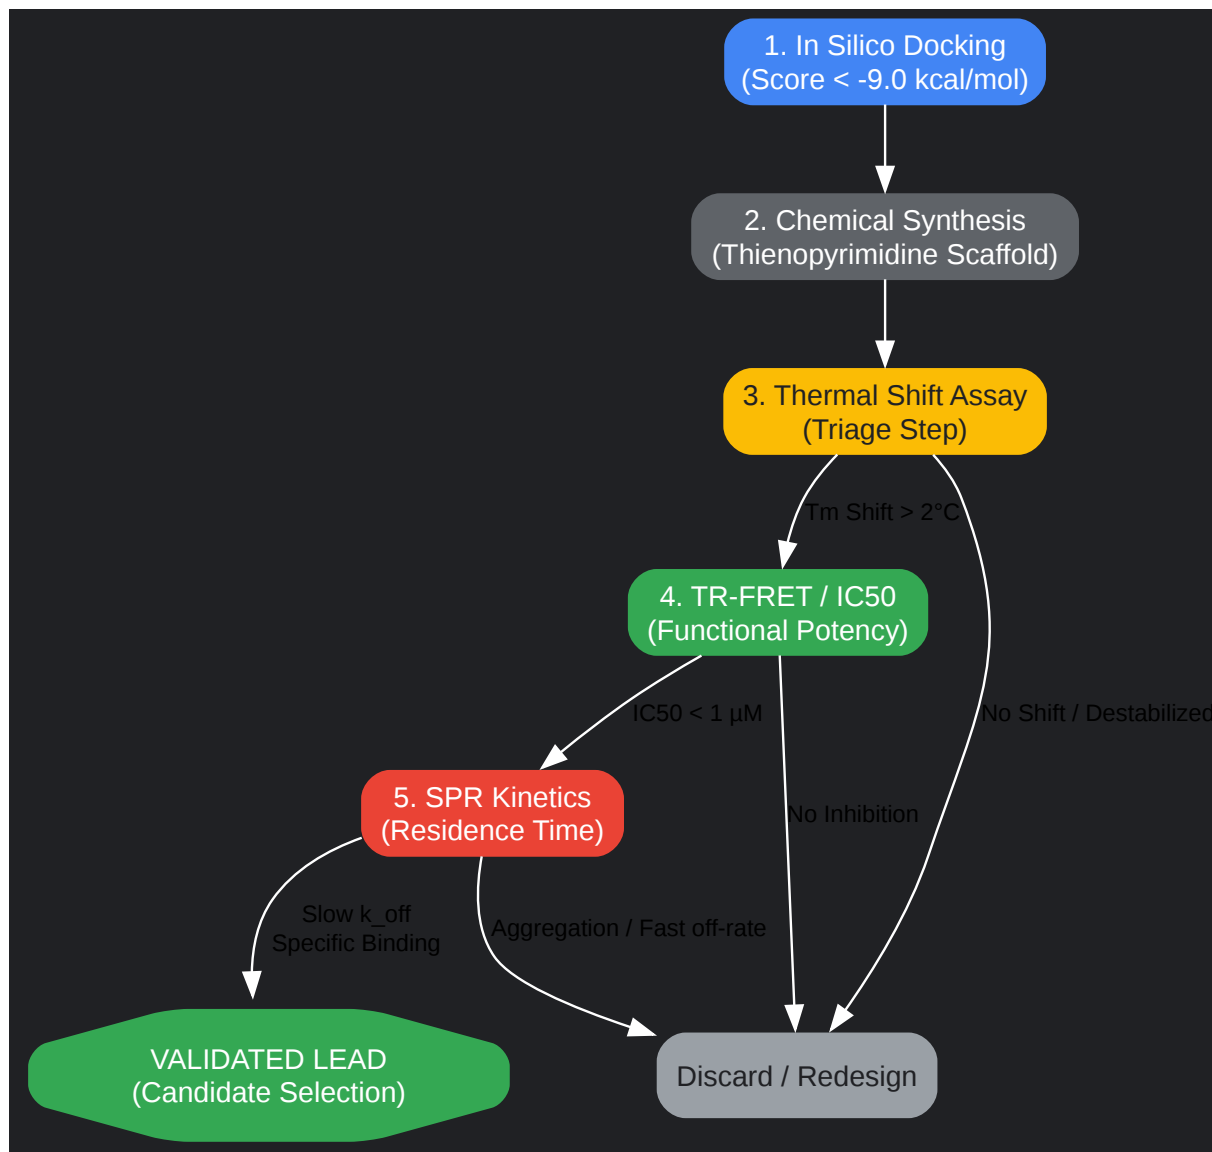 1. In Silico Docking
(Score < -9.0 kcal/mol)
2. Chemical Synthesis
(Thienopyrimidine Scaffold)
3. Thermal Shift Assay
(Triage Step)
Tm Shift > 2°C
4. TR-FRET / IC50
(Functional Potency)
IC50 < 1 µM
No Shift / Destabilized
5. SPR Kinetics
(Residence Time)
No Inhibition
Slow k_off
Specific Binding
Aggregation / Fast off-rate
VALIDATED LEAD
(Candidate Selection)
Discard / Redesign